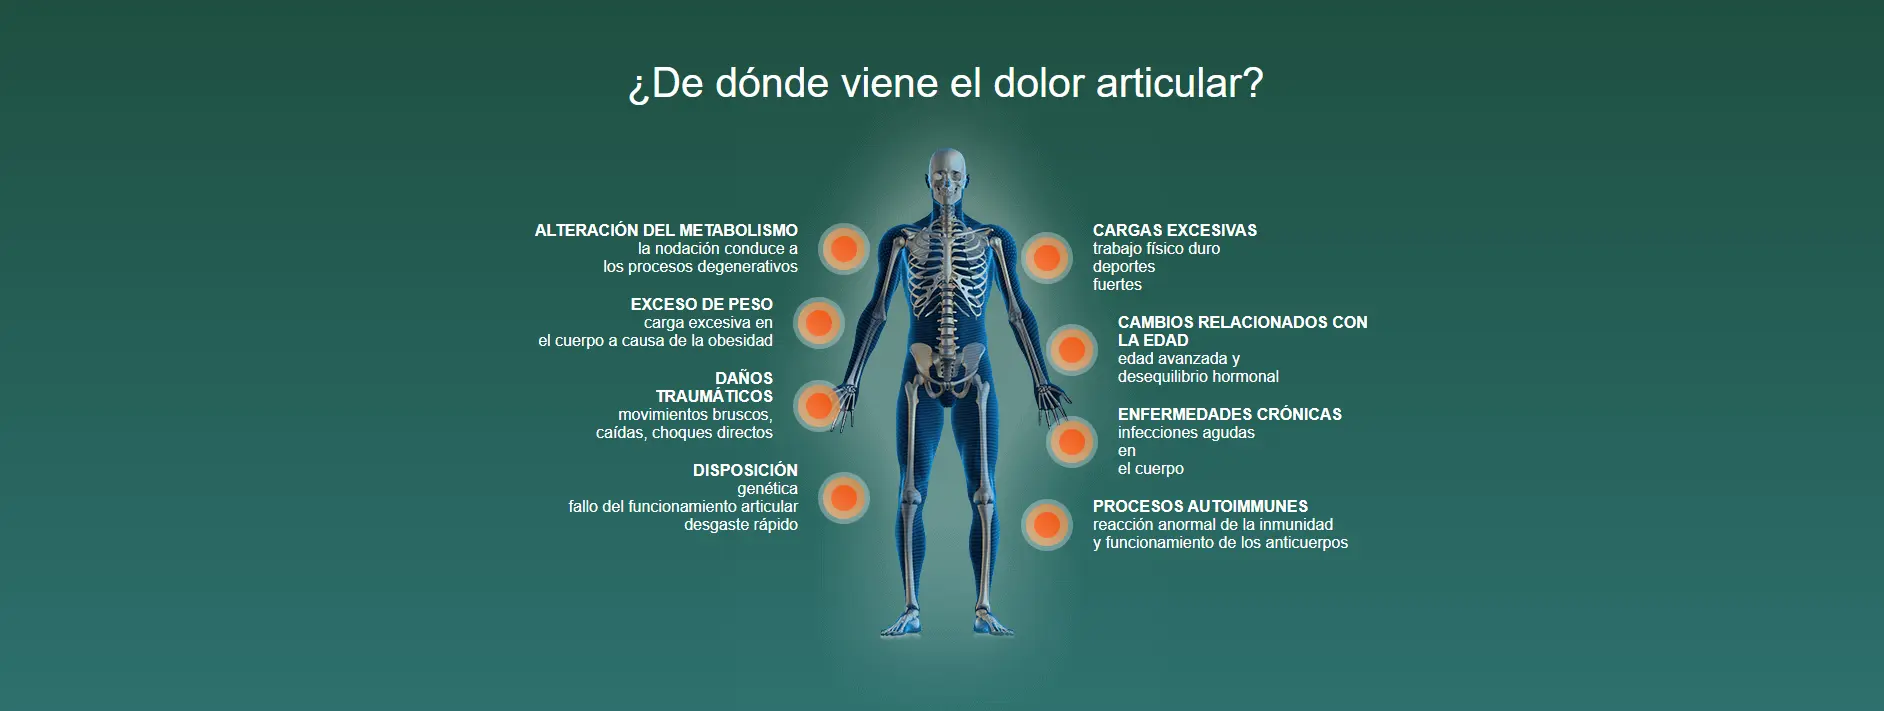 ¿De dónde viene el dolor articular?
ALTERACIÓN DEL METABOLISMO
la nodación conduce a
los procesos degenerativos
EXCESO DE PESO
carga excesiva en
el cuerpo a causa de la obesidad
DAÑOS
TRAUMÁTICOS
movimientos bruscos,
caídas, choques directos
DISPOSICIÓN
genética
fallo del funcionamiento articular
desgaste rápido
CARGAS EXCESIVAS
trabajo físico duro
deportes
fuertes
CAMBIOS RELACIONADOS CON
LA EDAD
edad avanzada y
desequilibrio hormonal
ENFERMEDADES CRÓNICAS
infecciones agudas
en
el cuerpo
PROCESOS AUTOIMMUNES
reacción anormal de la inmunidad
y funcionamiento de los anticuerpos